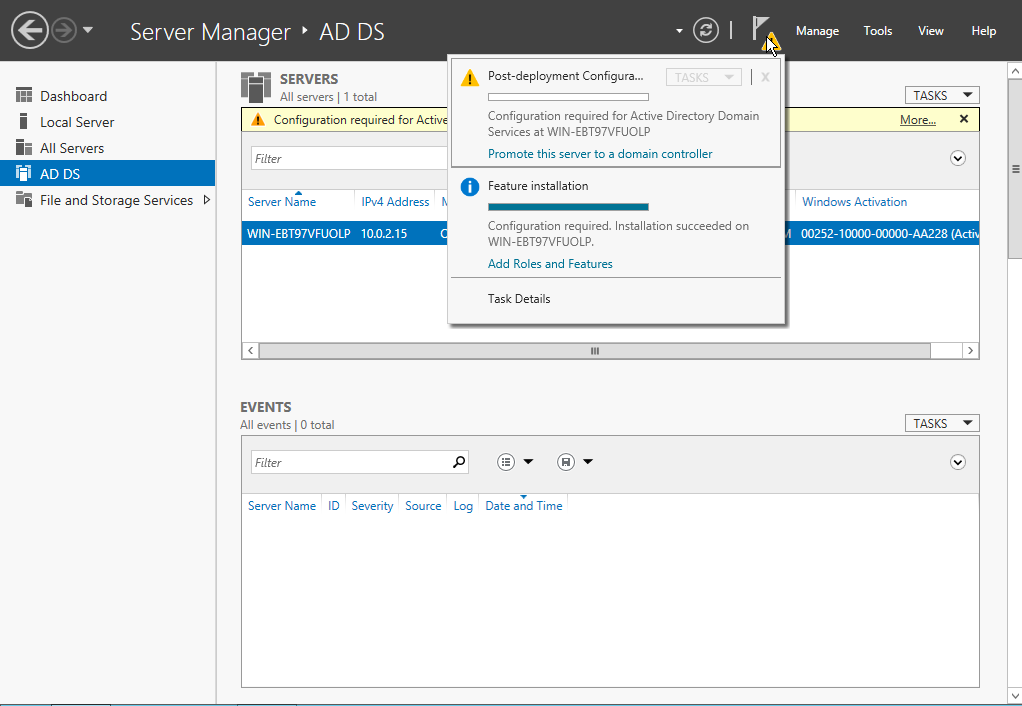 Server Manager ‣ AD DS
Manage Tools View Help
Dashboard
Local Server
All Servers
AD DS
File and Storage Services
SERVERS
All servers | 1 total
TASKS
Configuration required for Active
More...
Filter
Server Name IPv4 Address M Windows Activation
WIN-EBT97VFUOLP 10.0.2.15 M 00252-10000-00000-AA228 (Activ
Post-deployment Configura...
TASKS
X
Configuration required for Active Directory Domain
Services at WIN-EBT97VFUOLP
Promote this server to a domain controller
Feature installation
Configuration required. Installation succeeded on
WIN-EBT97VFUOLP.
Add Roles and Features
Task Details
EVENTS
All events | 0 total
TASKS
Filter
Server Name ID Severity Source Log Date and Time